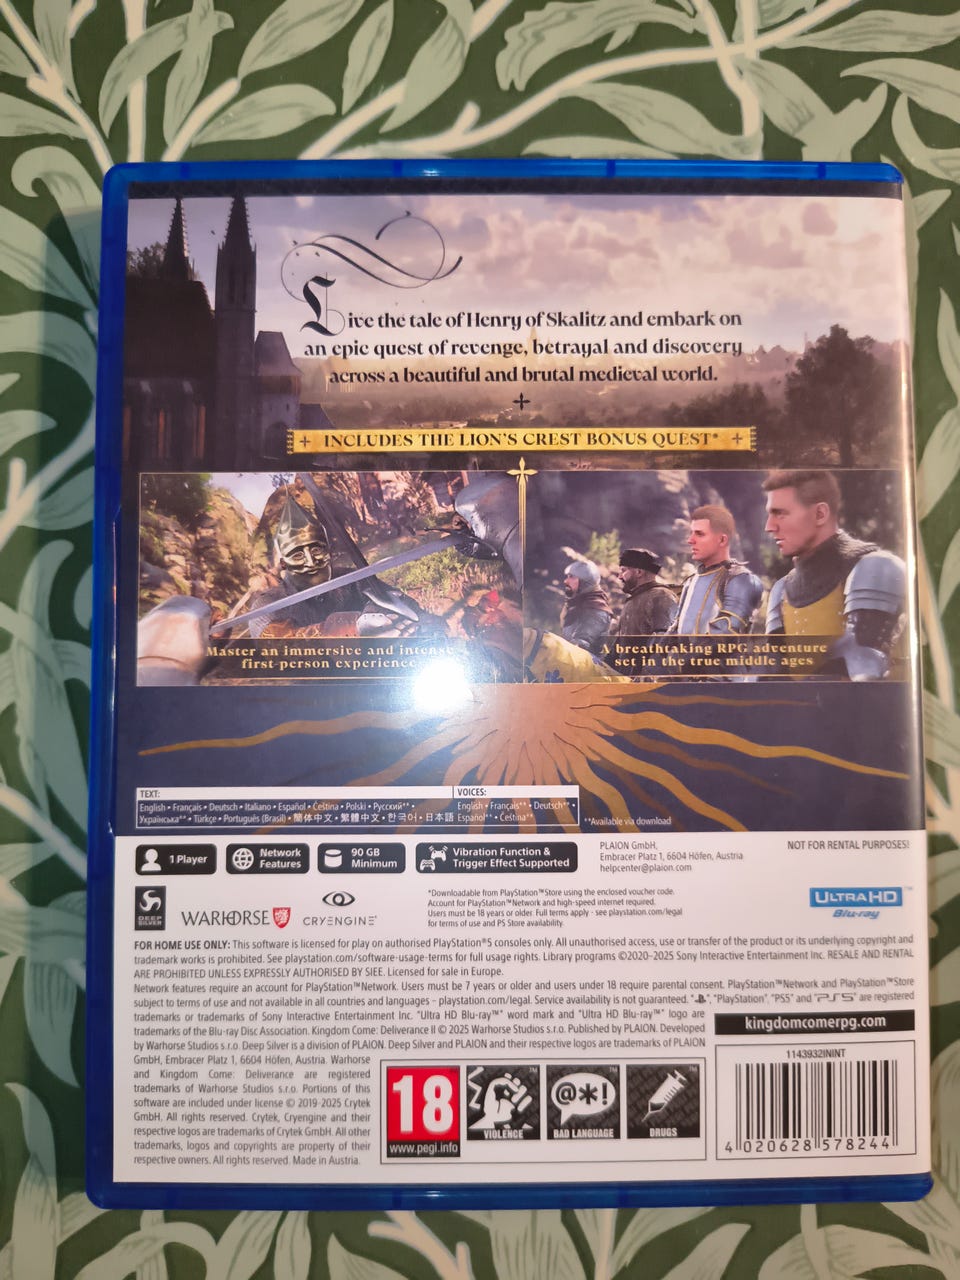 Live the tale of Henry of Skalitz and embark on
an epic quest of revenge, betrayal and discovery
across a beautiful and brutal medieval world.
INCLUDES THE LION'S CREST BONUS QUEST*
Master an immersive and intense
first-person experience
A breathtaking RPG adventure
set in the true middle ages
TEXT:
English • Français • Deutsch • Italiano • Español • Čeština • Polski • Русский** •
Українська** • Türkçe • Português (Brasil) • 简体中文 • 繁體中文 • 한국어 • 日本語
VOICES:
English • Français** • Deutsch** •
Español** • Čeština**
**Available via download
1 Player
Network
Features
90 GB
Minimum
Vibration Function &
Trigger Effect Supported
PLAION GmbH,
Embracer Platz 1, 6604 Höfen, Austria
helpcenter@plaion.com
NOT FOR RENTAL PURPOSES!
DEEP
SILVER
WARHORSE
CRYENGINE®
*Downloadable from PlayStation™Store using the enclosed voucher code.
Account for PlayStation™Network and high-speed internet required.
Users must be 18 years or older. Full terms apply - see playstation.com/legal
for terms of use and PS Store availability.
ULTRA HD™
Blu-ray
FOR HOME USE ONLY: This software is licensed for play on authorised PlayStation®5 consoles only. All unauthorised access, use or transfer of the product or its underlying copyright and
trademark works is prohibited. See playstation.com/software-usage-terms for full usage rights. Library programs ©2020-2025 Sony Interactive Entertainment Inc. RESALE AND RENTAL
ARE PROHIBITED UNLESS EXPRESSLY AUTHORISED BY SIEE. Licensed for sale in Europe.
Network features require an account for PlayStation™Network. Users must be 7 years or older and users under 18 require parental consent. PlayStation™Network and PlayStation™Store
subject to terms of use and not available in all countries and languages – playstation.com/legal. Service availability is not guaranteed. "PS", "PlayStation", "PS5" and "PS5" are registered
trademarks or trademarks of Sony Interactive Entertainment Inc. "Ultra HD Blu-ray™" word mark and "Ultra HD Blu-ray™" logo are
trademarks of the Blu-ray Disc Association. Kingdom Come: Deliverance II © 2025 Warhorse Studios s.r.o. Published by PLAION. Developed
by Warhorse Studios s.r.o. Deep Silver is a division of PLAION. Deep Silver and PLAION and their respective logos are trademarks of PLAION
GmbH, Embracer Platz 1, 6604 Höfen, Austria. Warhorse
and Kingdom Come: Deliverance are registered
trademarks of Warhorse Studios s.r.o. Portions of this
software are included under license © 2019-2025 Crytek
GmbH. All rights reserved. Crytek, Cryengine and their
respective logos are trademarks of Crytek GmbH. All other
trademarks, logos and copyrights are property of their
respective owners. All rights reserved. Made in Austria.
kingdomcomerpg.com
18
www.pegi.info
VIOLENCE
@*!
BAD LANGUAGE
DRUGS
1143932ININT
4 020628 578244